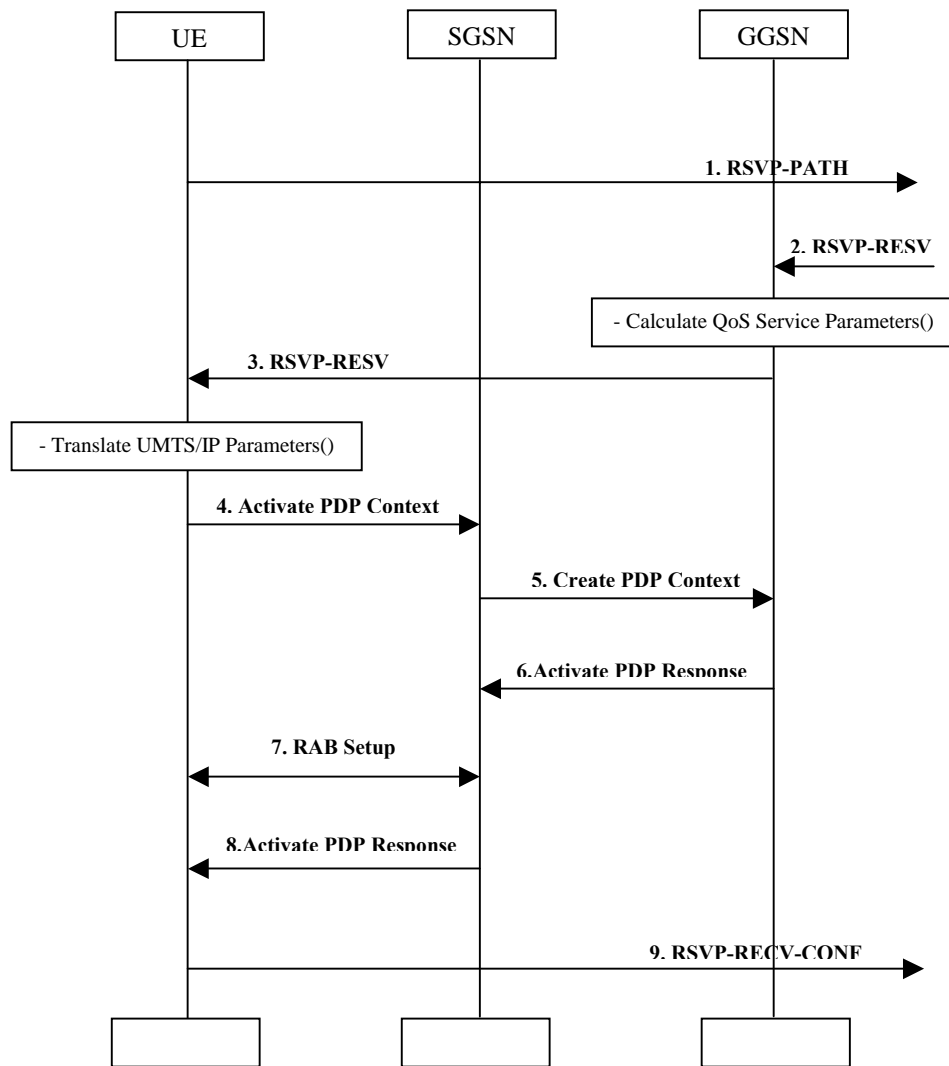 UE
SGSN
GGSN
1. RSVP-PATH
2. RSVP-RESV
- Calculate QoS Service Parameters()
3. RSVP-RESV
- Translate UMTS/IP Parameters()
4. Activate PDP Context
5. Create PDP Context
6.Activate PDP Response
7. RAB Setup
8.Activate PDP Response
9. RSVP-RECV-CONF